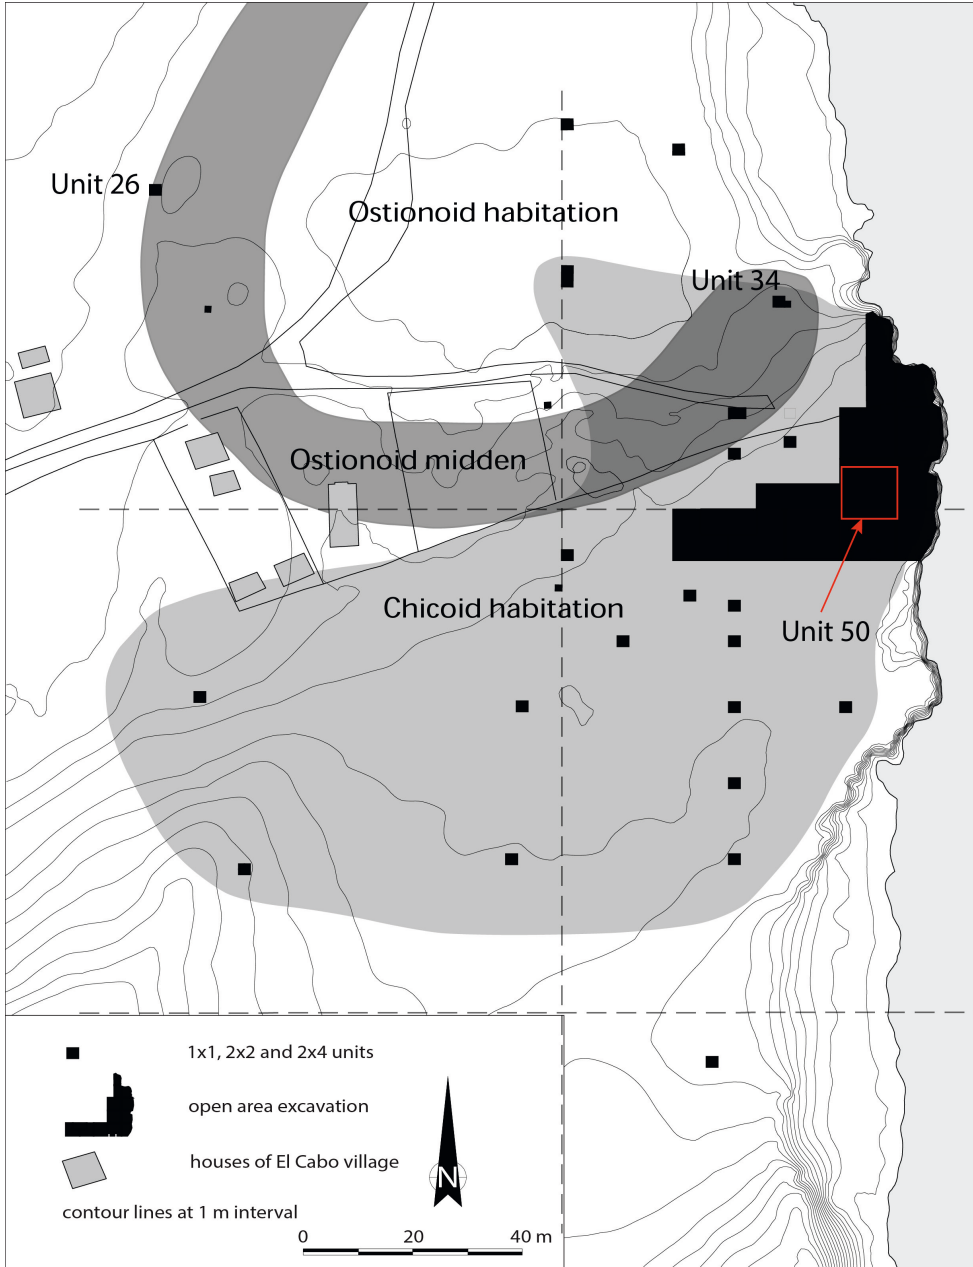 Unit 26
Ostionoid habitation
Unit 34
Ostionoid midden
Chicoid habitation
Unit 50
1x1, 2x2 and 2x4 units
open area excavation
houses of El Cabo village
N
contour lines at 1 m interval
0 20 40 m